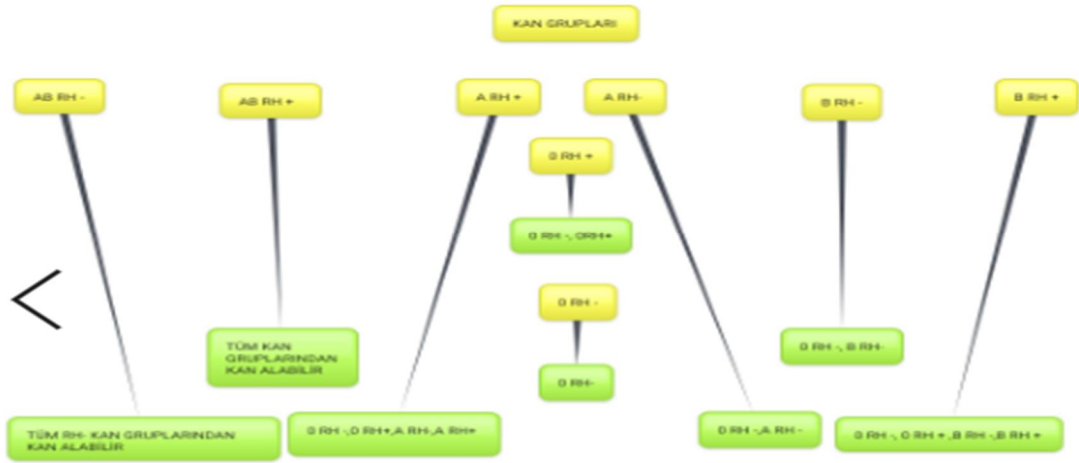 KAN GRUPLARI
AB RH -
AB RH +
A RH +
A RH-
B RH -
B RH +
0 RH +
0 RH -, 0RH+
0 RH -
0 RH-
TÜM KAN
GRUPLARINDAN
KAN ALABİLİR
0 RH -, B RH-
TÜM RH- KAN GRUPLARINDAN
KAN ALABİLİR
0 RH -,0 RH+,A RH-,A RH+
0 RH -,A RH -
0 RH -, 0 RH + ,B RH -,B RH +